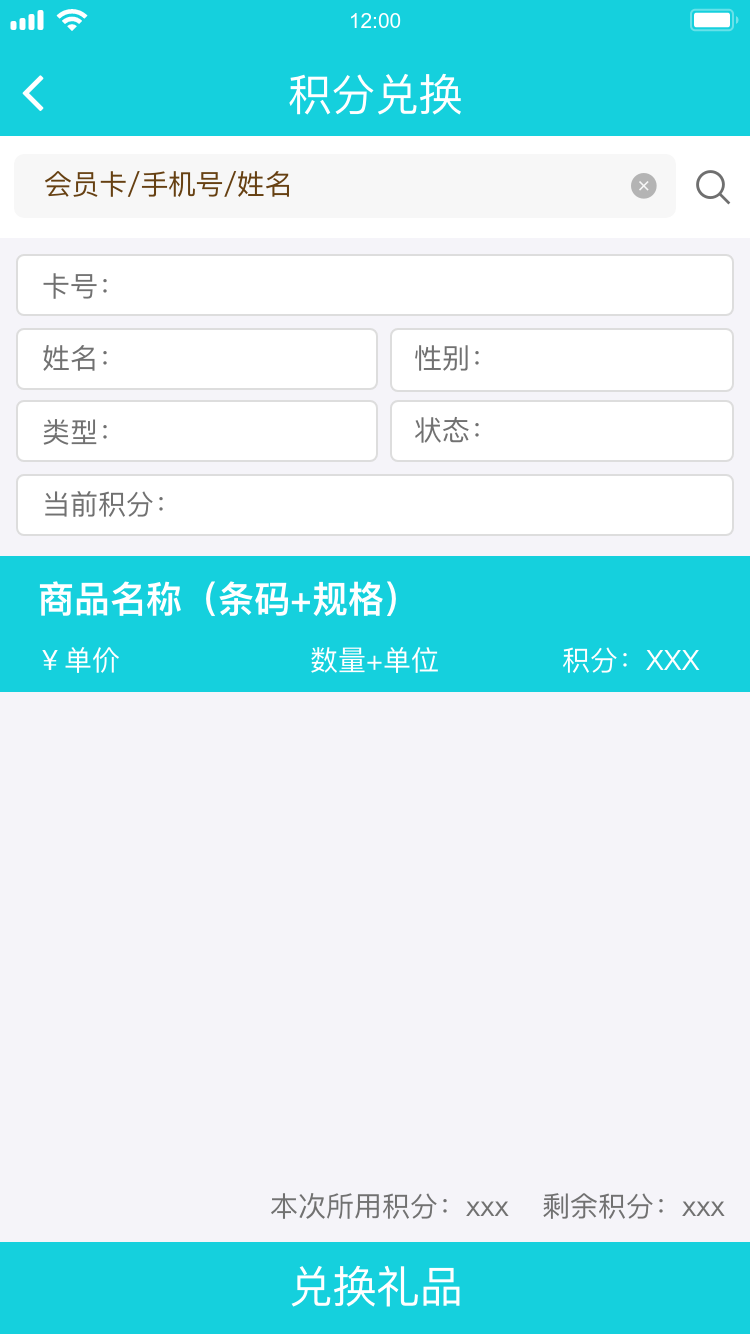 12:00
积分兑换
会员卡/手机号/姓名
卡号：
姓名： 性别：
类型： 状态：
当前积分：
商品名称（条码+规格）
¥ 单价 数量+单位 积分：XXX
本次所用积分：xxx 剩余积分：xxx
兑换礼品